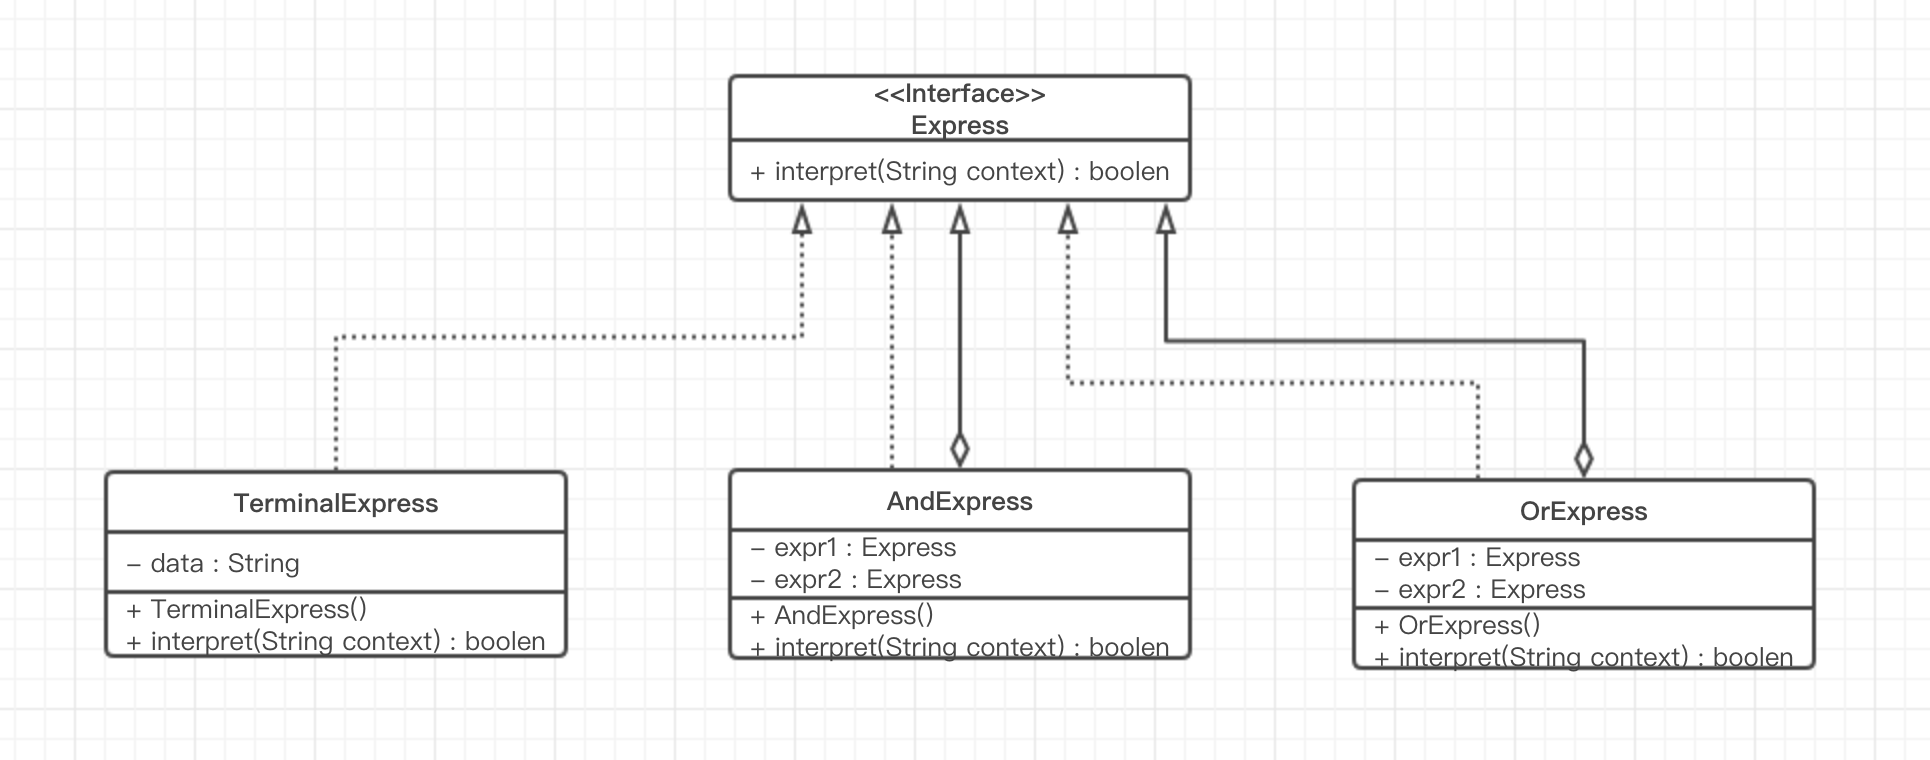 <<Interface>>
Express
+ interpret(String context) : boolen
TerminalExpress
– data : String
+ TerminalExpress()
+ interpret(String context) : boolen
AndExpress
– expr1 : Express
– expr2 : Express
+ AndExpress()
+ interpret(String context) : boolen
OrExpress
– expr1 : Express
– expr2 : Express
+ OrExpress()
+ interpret(String context) : boolen